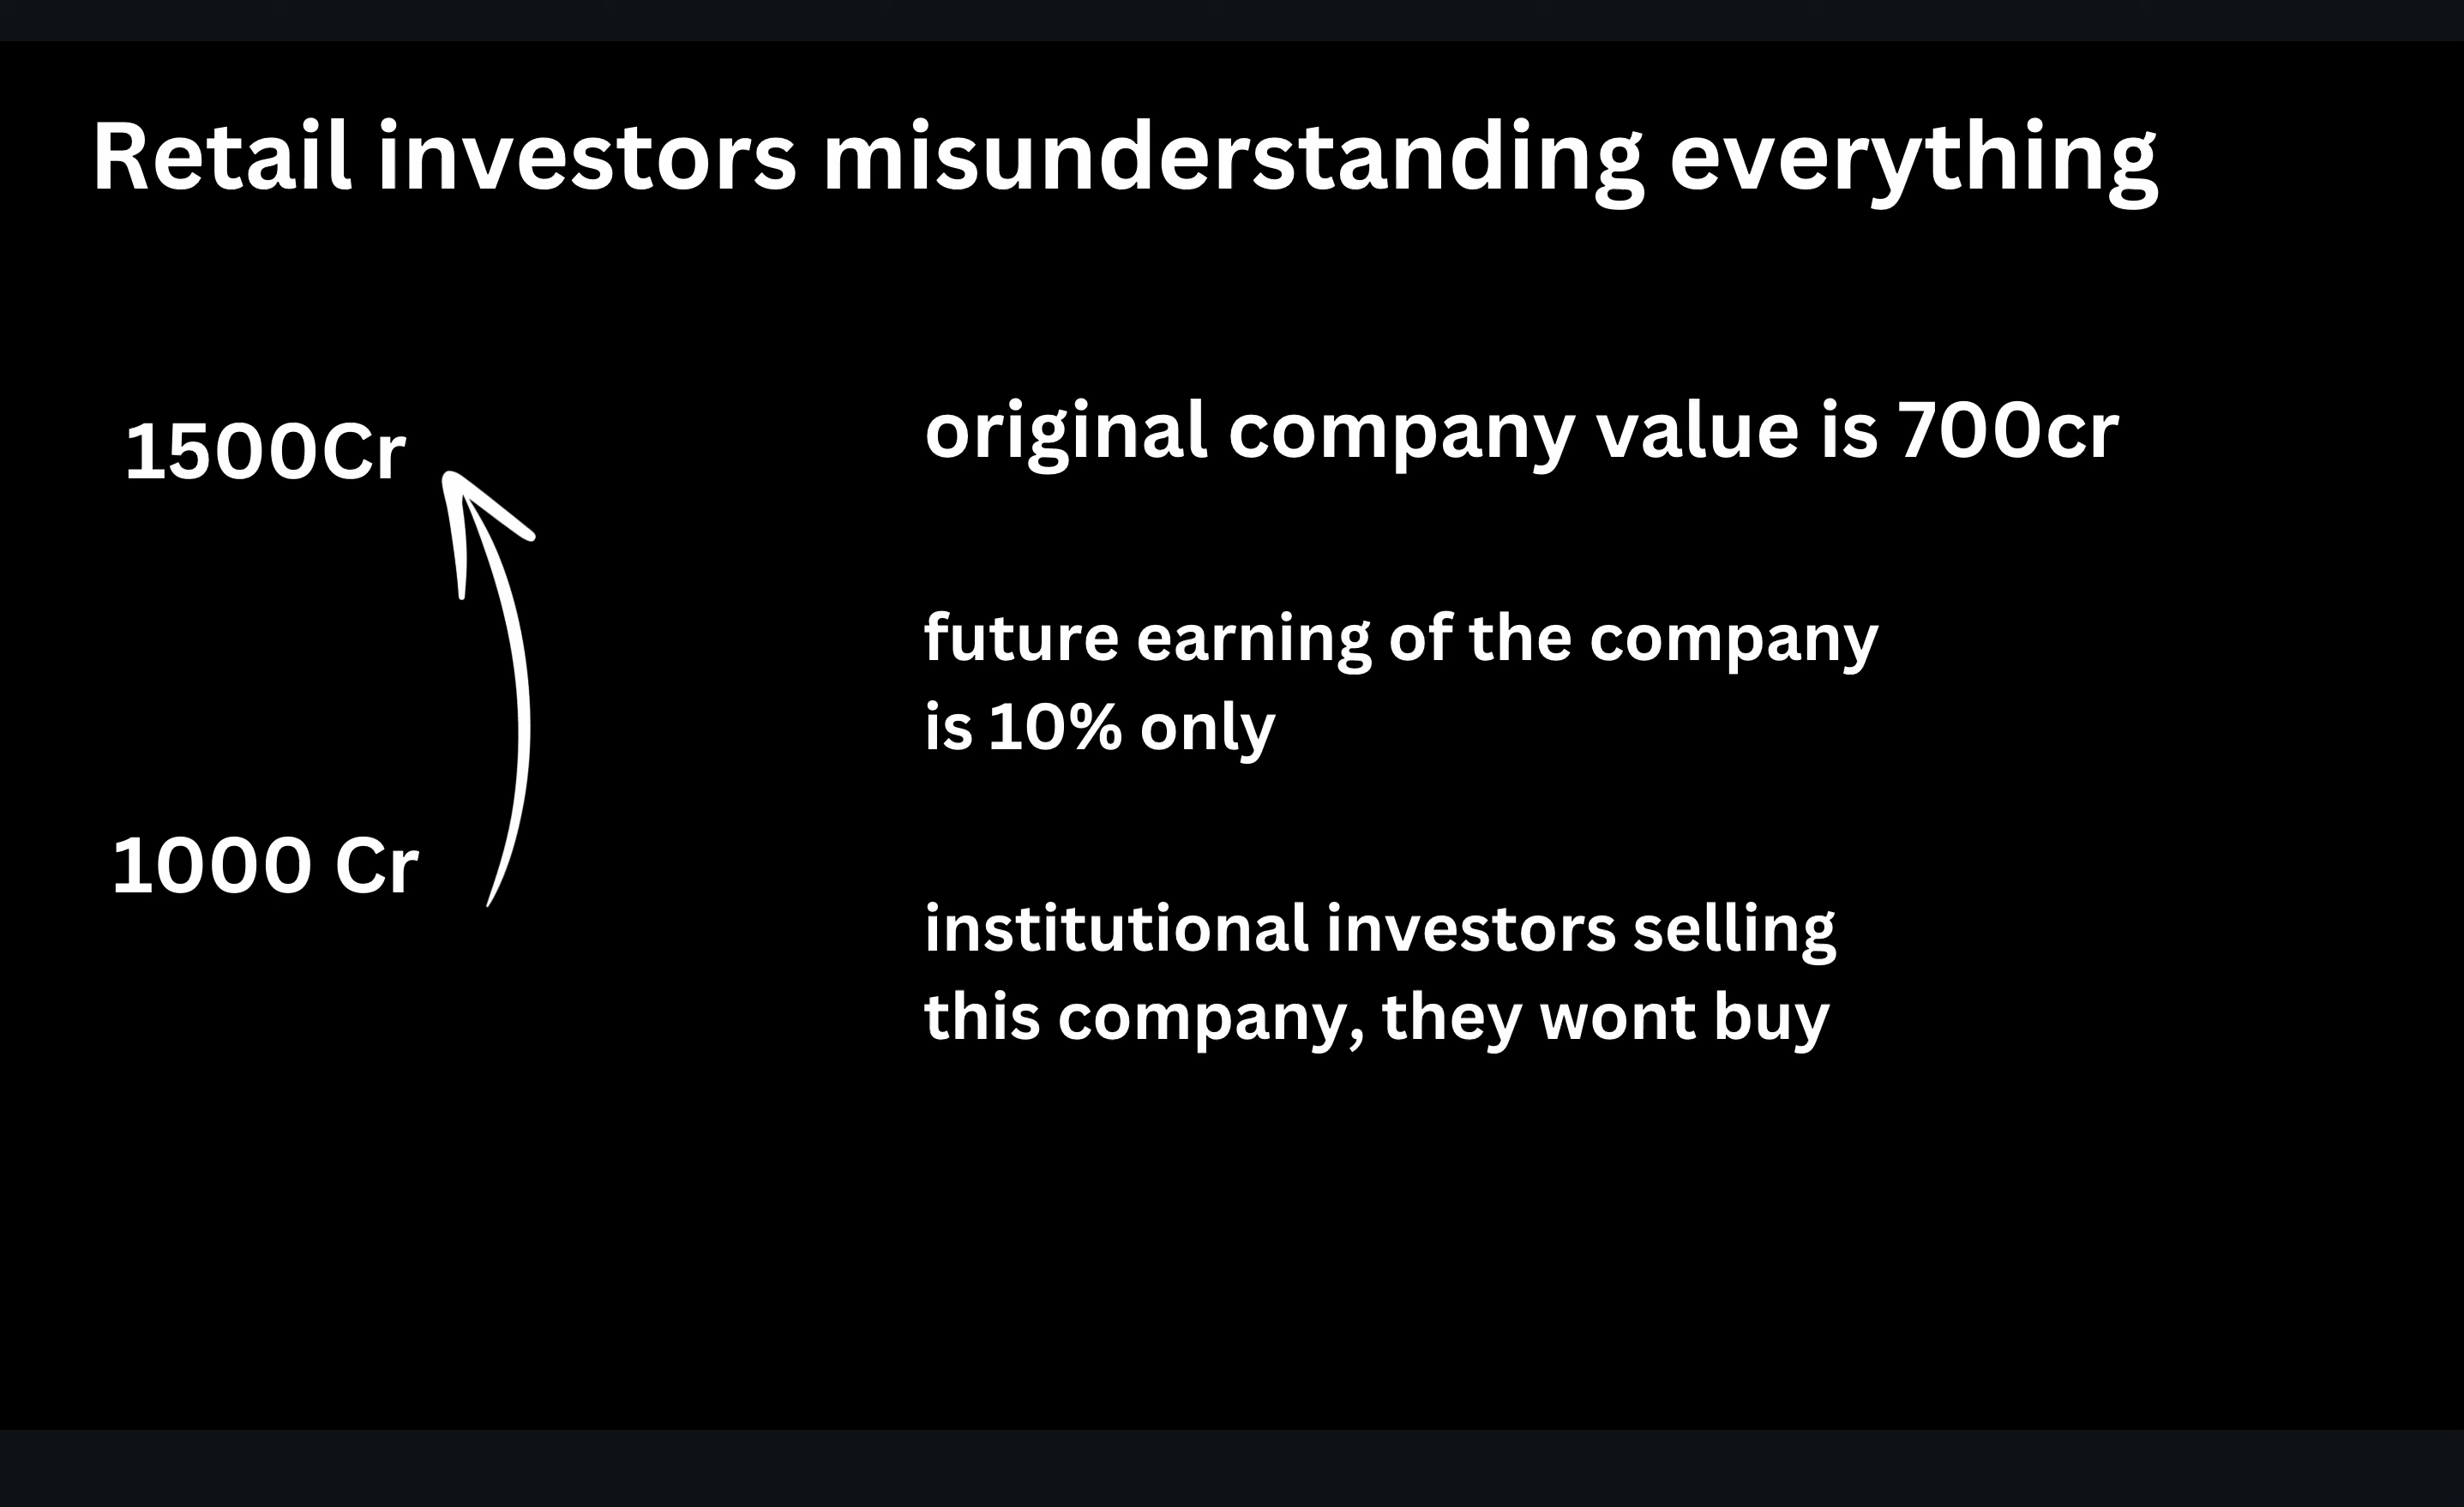 Retail investors misunderstanding everything
1500Cr
1000 Cr
original company value is 700cr
future earning of the company
is 10% only
institutional investors selling
this company, they wont buy